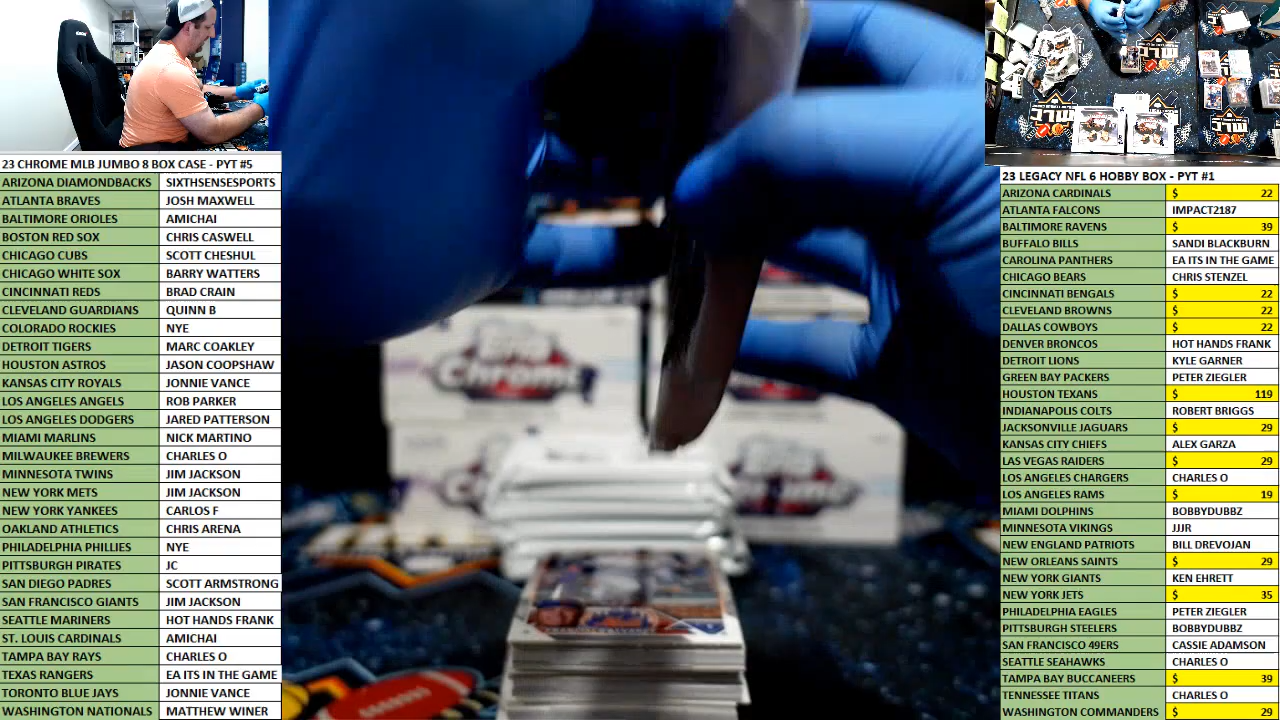 23 CHROME MLB JUMBO 8 BOX CASE - PYT #5
ARIZONA DIAMONDBACKS SIXTHSENSESPORTS
ATLANTA BRAVES JOSH MAXWELL
BALTIMORE ORIOLES AMICHAI
BOSTON RED SOX CHRIS CASWELL
CHICAGO CUBS SCOTT CHESHUL
CHICAGO WHITE SOX BARRY WATTERS
CINCINNATI REDS BRAD CRAIN
CLEVELAND GUARDIANS QUINN B
COLORADO ROCKIES NYE
DETROIT TIGERS MARC COAKLEY
HOUSTON ASTROS JASON COOPSHAW
KANSAS CITY ROYALS JONNIE VANCE
LOS ANGELES ANGELS ROB PARKER
LOS ANGELES DODGERS JARED PATTERSON
MIAMI MARLINS NICK MARTINO
MILWAUKEE BREWERS CHARLES O
MINNESOTA TWINS JIM JACKSON
NEW YORK METS JIM JACKSON
NEW YORK YANKEES CARLOS F
OAKLAND ATHLETICS CHRIS ARENA
PHILADELPHIA PHILLIES NYE
PITTSBURGH PIRATES JC
SAN DIEGO PADRES SCOTT ARMSTRONG
SAN FRANCISCO GIANTS JIM JACKSON
SEATTLE MARINERS HOT HANDS FRANK
ST. LOUIS CARDINALS AMICHAI
TAMPA BAY RAYS CHARLES O
TEXAS RANGERS EA ITS IN THE GAME
TORONTO BLUE JAYS JONNIE VANCE
WASHINGTON NATIONALS MATTHEW WINER
Chrome
23 LEGACY NFL 6 HOBBY BOX - PYT #1
ARIZONA CARDINALS $ 22
ATLANTA FALCONS IMPACT2187
BALTIMORE RAVENS $ 39
BUFFALO BILLS SANDI BLACKBURN
CAROLINA PANTHERS EA ITS IN THE GAME
CHICAGO BEARS CHRIS STENZEL
CINCINNATI BENGALS $ 22
CLEVELAND BROWNS $ 22
DALLAS COWBOYS $ 22
DENVER BRONCOS HOT HANDS FRANK
DETROIT LIONS KYLE GARNER
GREEN BAY PACKERS PETER ZIEGLER
HOUSTON TEXANS $ 119
INDIANAPOLIS COLTS ROBERT BRIGGS
JACKSONVILLE JAGUARS $ 29
KANSAS CITY CHIEFS ALEX GARZA
LAS VEGAS RAIDERS $ 29
LOS ANGELES CHARGERS CHARLES O
LOS ANGELES RAMS $ 19
MIAMI DOLPHINS BOBBYDUBBZ
MINNESOTA VIKINGS JJJR
NEW ENGLAND PATRIOTS BILL DREVOJAN
NEW ORLEANS SAINTS $ 29
NEW YORK GIANTS KEN EHRETT
NEW YORK JETS $ 35
PHILADELPHIA EAGLES PETER ZIEGLER
PITTSBURGH STEELERS BOBBYDUBBZ
SAN FRANCISCO 49ERS CASSIE ADAMSON
SEATTLE SEAHAWKS CHARLES O
TAMPA BAY BUCCANEERS $ 39
TENNESSEE TITANS CHARLES O
WASHINGTON COMMANDERS $ 29